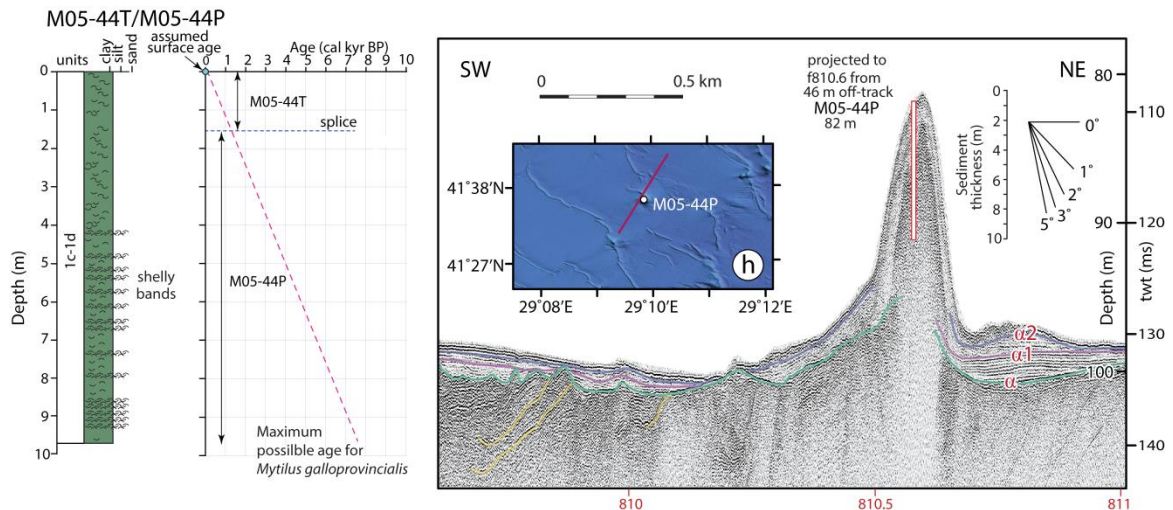 M05-44T/M05-44P
units
clay
silt
sand
assumed
surface age
Age (cal kyr BP)
0 1 2 3 4 5 6 7 8 9 10
Depth (m)
0
1
2
3
4
5
6
7
8
9
10
1c-1d
shelly
bands
M05-44T
splice
M05-44P
Maximum
possilble age for
Mytilus galloprovincialis
SW
0 0.5 km
projected to
f810.6 from
46 m off-track
M05-44P
82 m
NE
41˚38'N
41˚27'N
M05-44P
h
29˚08'E 29˚10'E 29˚12'E
Sediment
thickness (m)
0
2
4
6
8
10
0˚
1˚
2˚
3˚
5˚
α2
α1
α
Depth (m)
80
90
100
twt (ms)
110
120
130
140
810 810.5 811